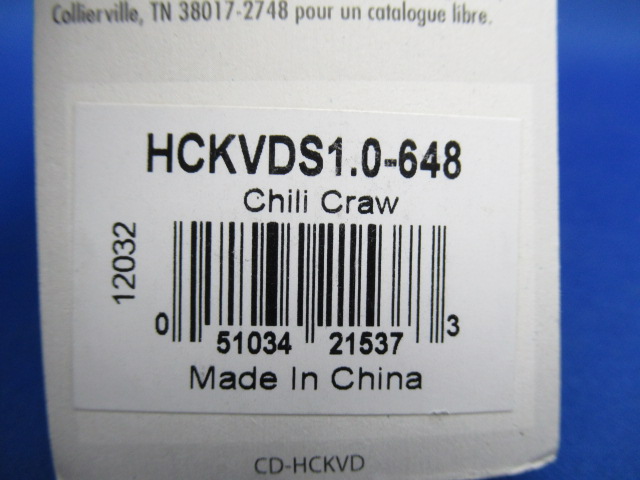 Collierville, TN 38017-2748 pour un catalogue libre.
HCKVDS1.0-648
Chili Craw
12032
0 51034 21537 3
Made In China
CD-HCKVD